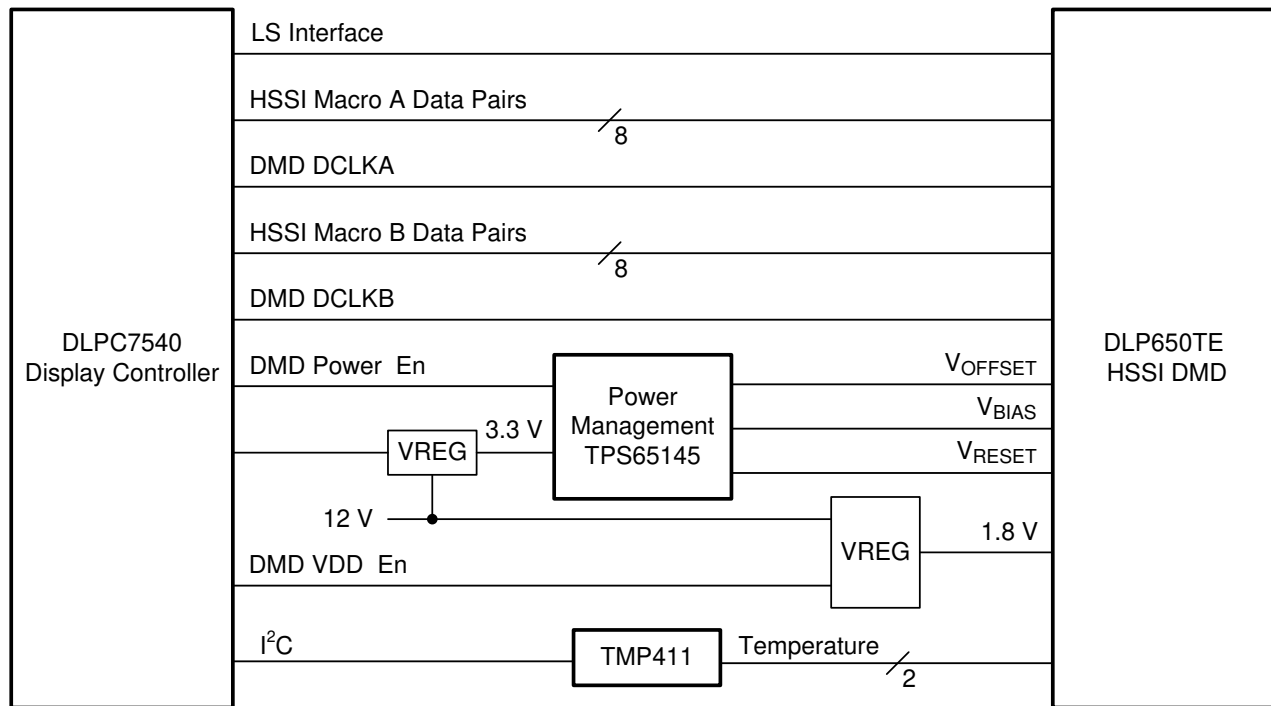 LS Interface
HSSI Macro A Data Pairs
8
DMD DCLKA
HSSI Macro B Data Pairs
8
DMD DCLKB
DLPC7540
Display Controller
DLP650TE
HSSI DMD
DMD Power En
Power
Management
TPS65145
VOFFSET
VBIAS
VRESET
VREG
3.3 V
12 V
VREG
1.8 V
DMD VDD En
I²C
TMP411
Temperature
2